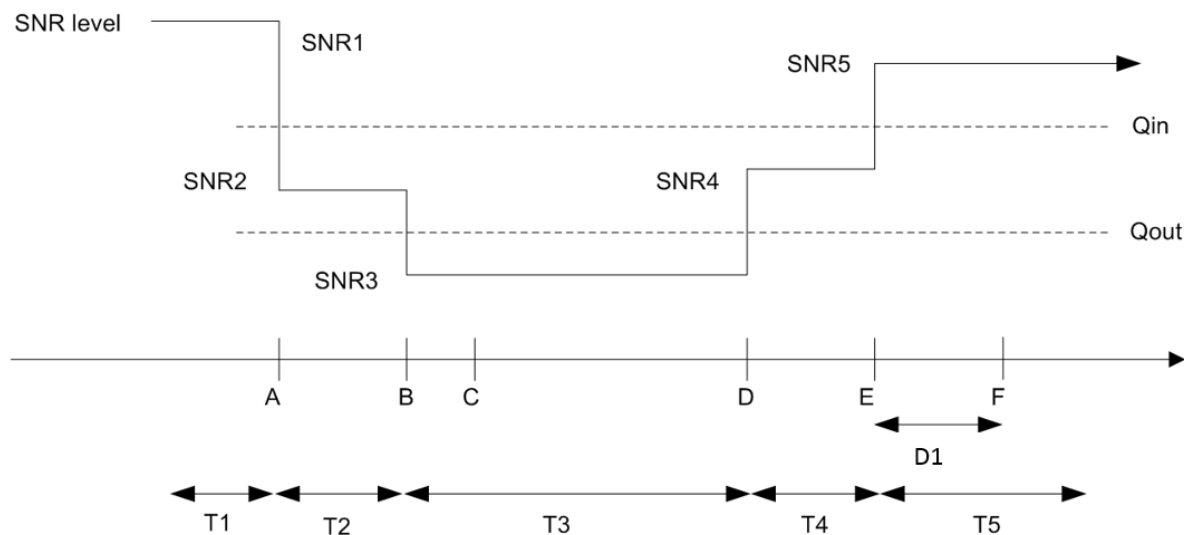 SNR level
SNR1
SNR5
Qin
SNR2
SNR4
Qout
SNR3
A B C D E F
D1
T1 T2 T3 T4 T5